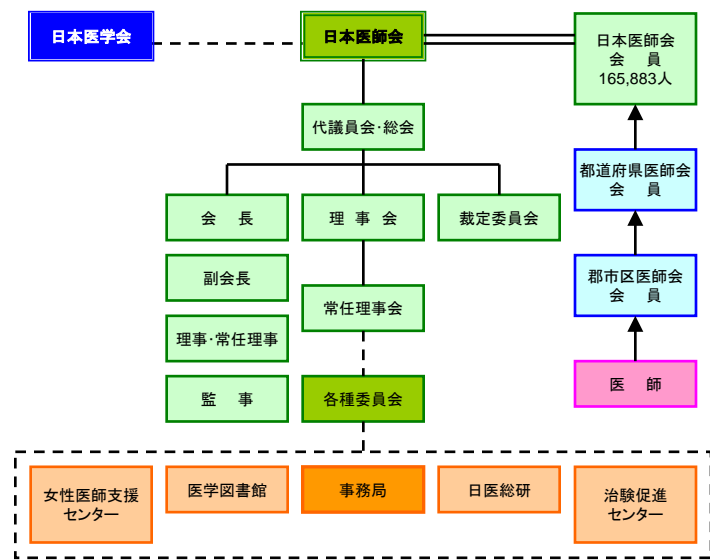 日本医学会
日本医師会
日本医師会
会　員
165,883人
代議員会・総会
都道府県医師会
会　員
会　長
理 事 会
裁定委員会
副会長
郡市区医師会
会　員
常任理事会
理事・常任理事
医　師
監　事
各種委員会
女性医師支援
センター
医学図書館
事務局
日医総研
治験促進
センター